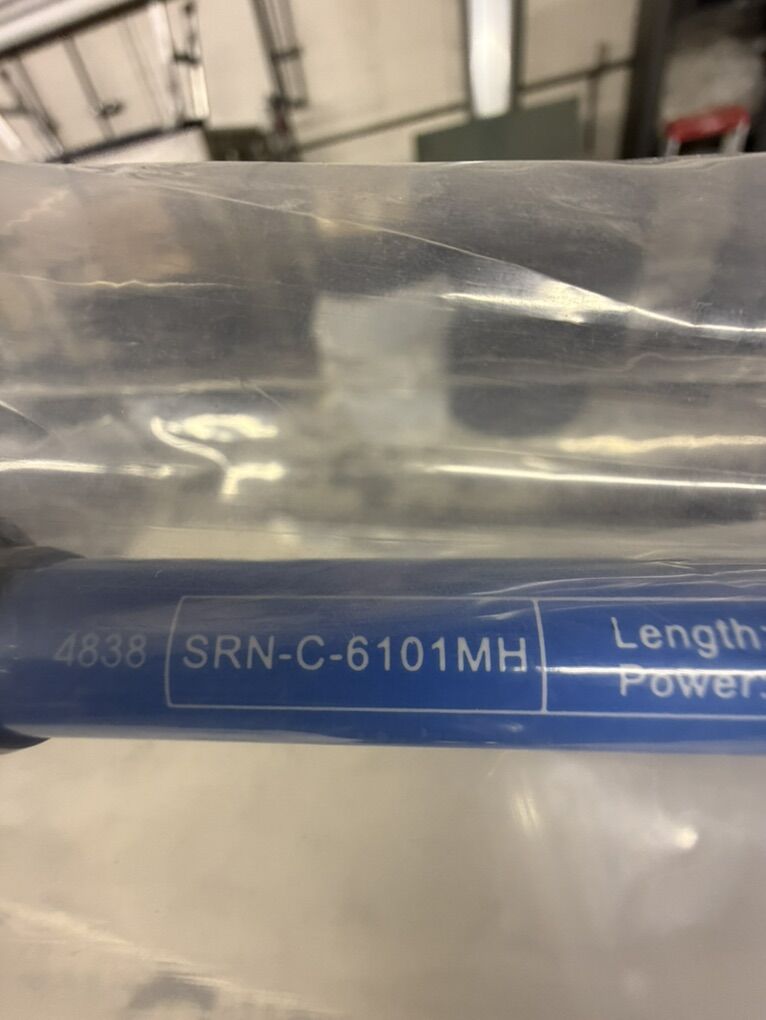 4838 SRN-C-6101MH
Length:
Power: